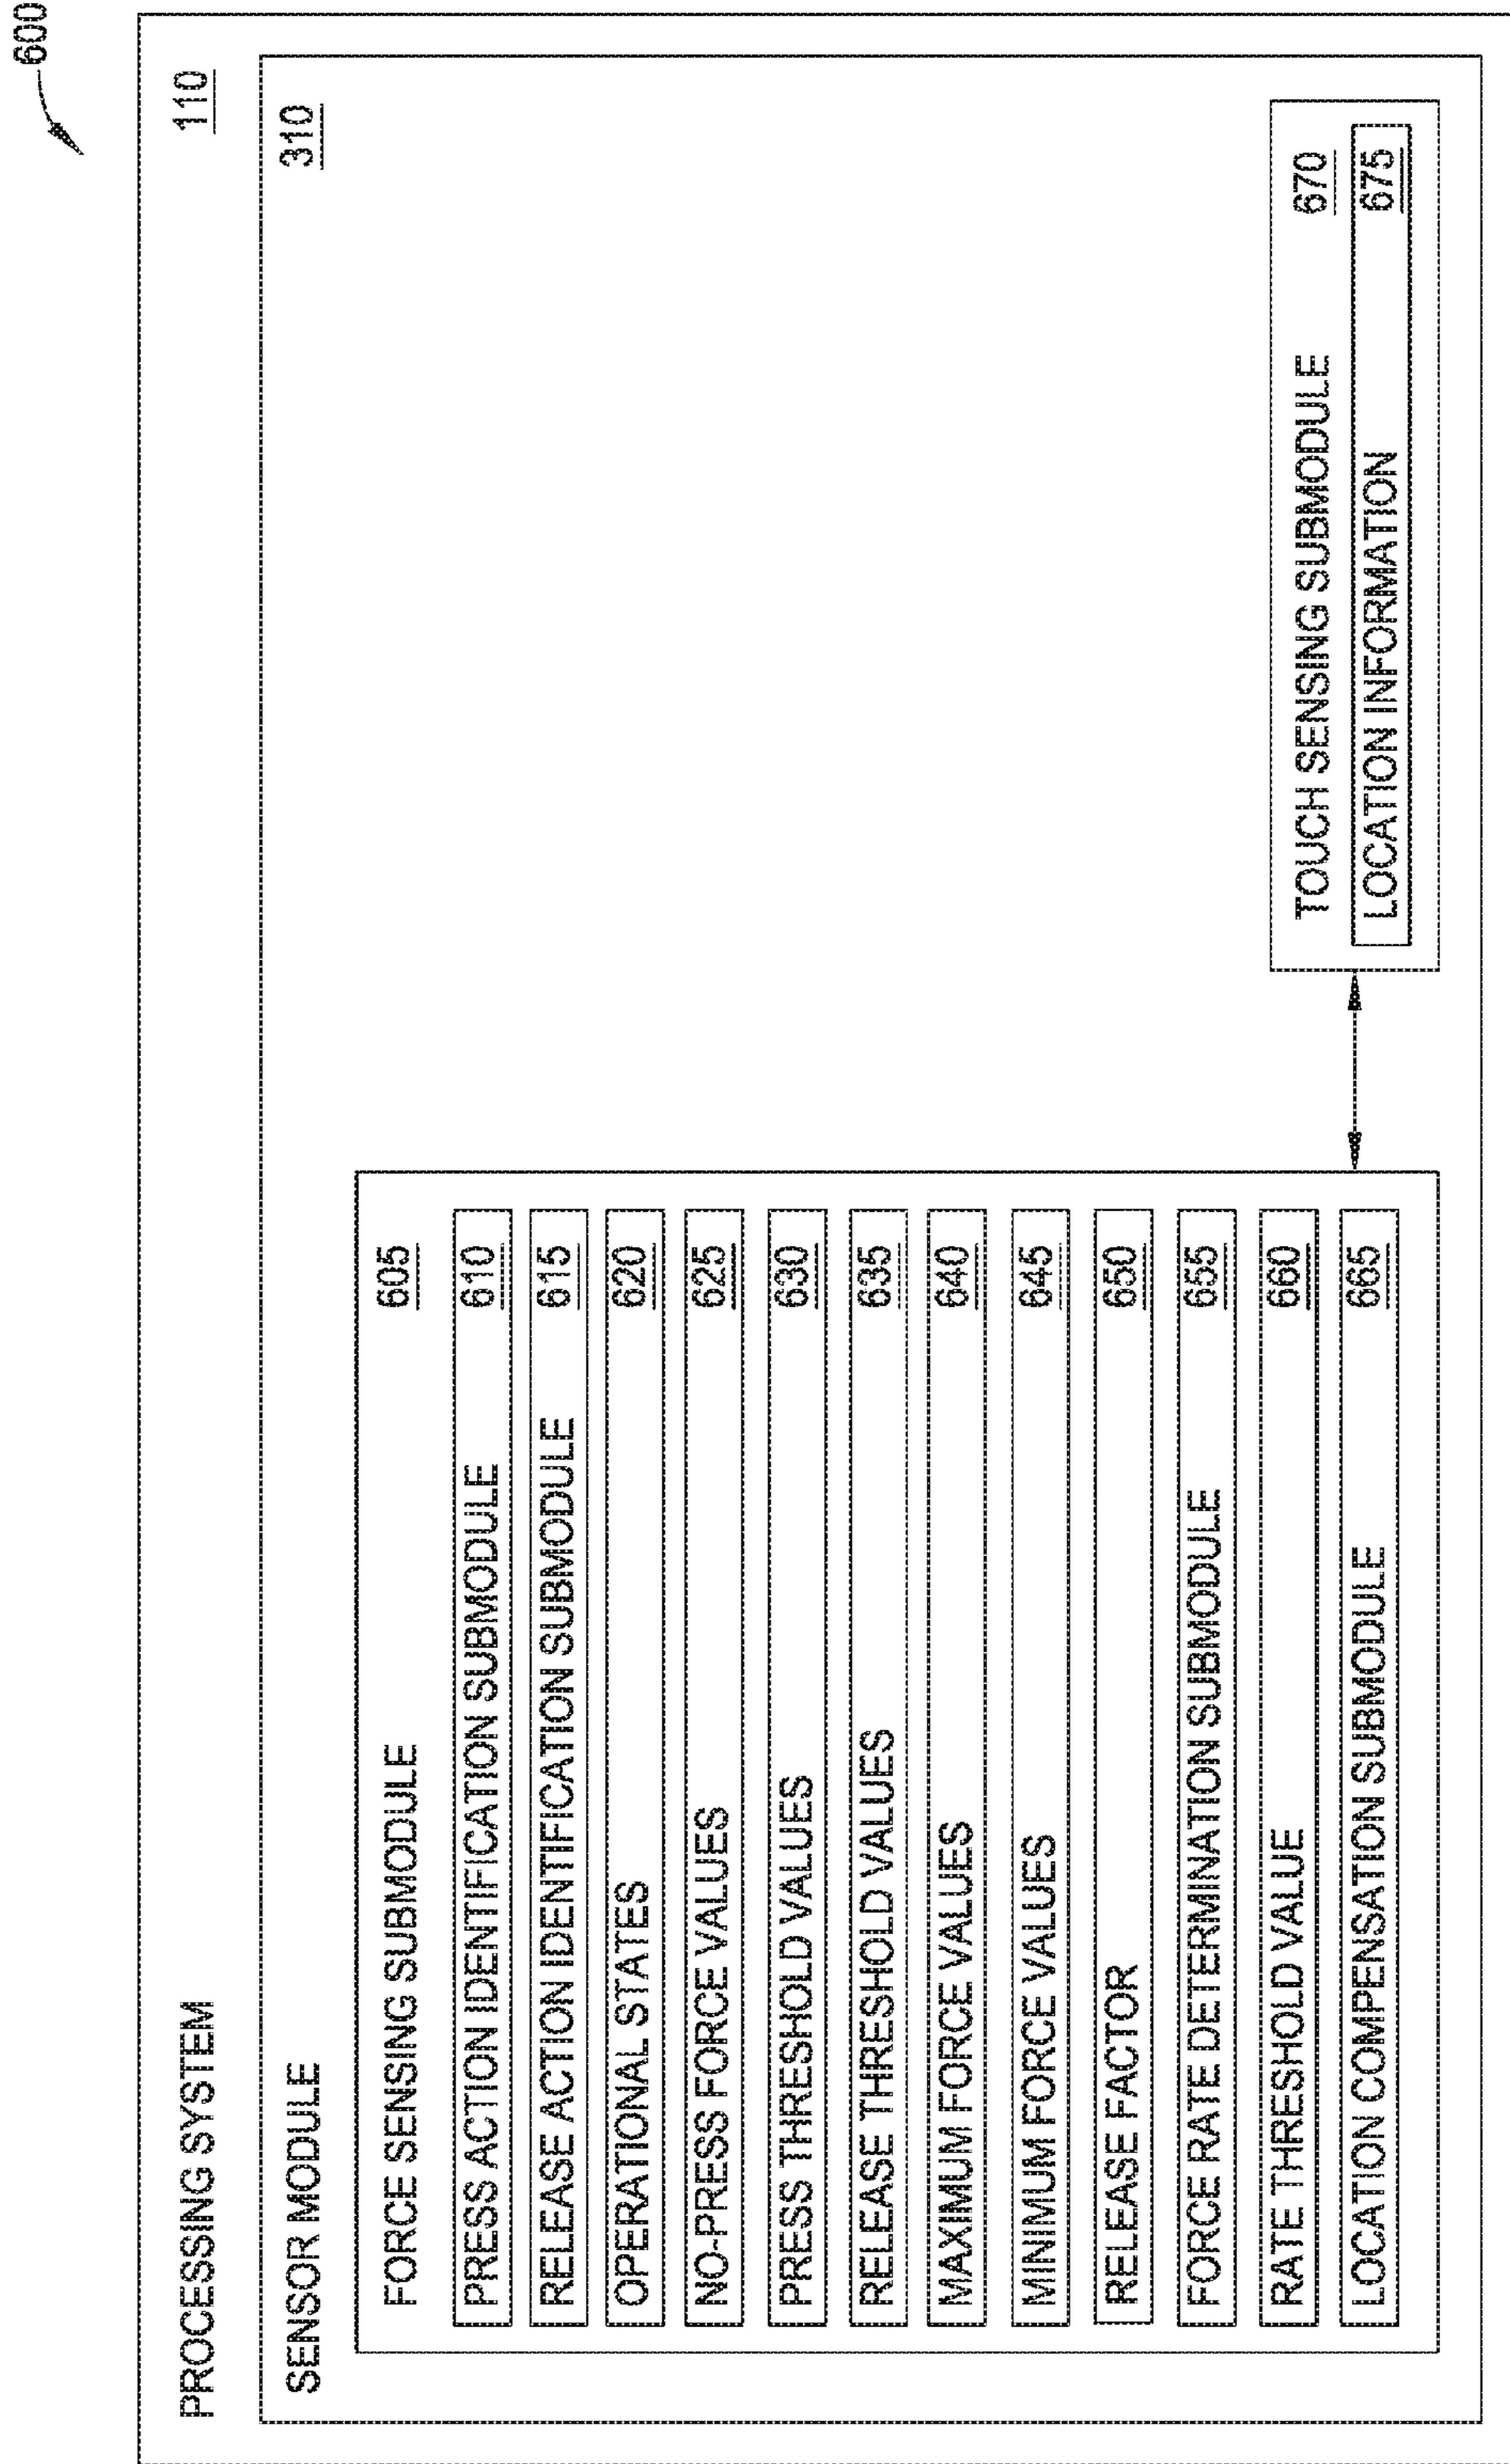 600
PROCESSING SYSTEM 110
SENSOR MODULE 310
FORCE SENSING SUBMODULE 605
PRESS ACTION IDENTIFICATION SUBMODULE 610
RELEASE ACTION IDENTIFICATION SUBMODULE 615
OPERATIONAL STATES 620
NO-PRESS FORCE VALUES 625
PRESS THRESHOLD VALUES 630
RELEASE THRESHOLD VALUES 635
MAXIMUM FORCE VALUES 640
MINIMUM FORCE VALUES 645
RELEASE FACTOR 650
FORCE RATE DETERMINATION SUBMODULE 655
RATE THRESHOLD VALUE 660
LOCATION COMPENSATION SUBMODULE 665
TOUCH SENSING SUBMODULE 670
LOCATION INFORMATION 675